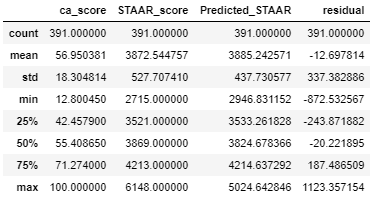 ca_score STAAR_score Predicted_STAAR residual
count 391.000000 391.000000 391.000000 391.000000
mean 56.950381 3872.544757 3885.242571 -12.697814
std 18.304814 527.707410 437.730577 337.382886
min 12.800450 2715.000000 2946.831152 -872.532567
25% 42.457900 3521.000000 3533.261828 -243.871882
50% 55.408650 3869.000000 3824.678366 -20.221895
75% 71.274000 4213.000000 4214.637292 187.486509
max 100.000000 6148.000000 5024.642846 1123.357154